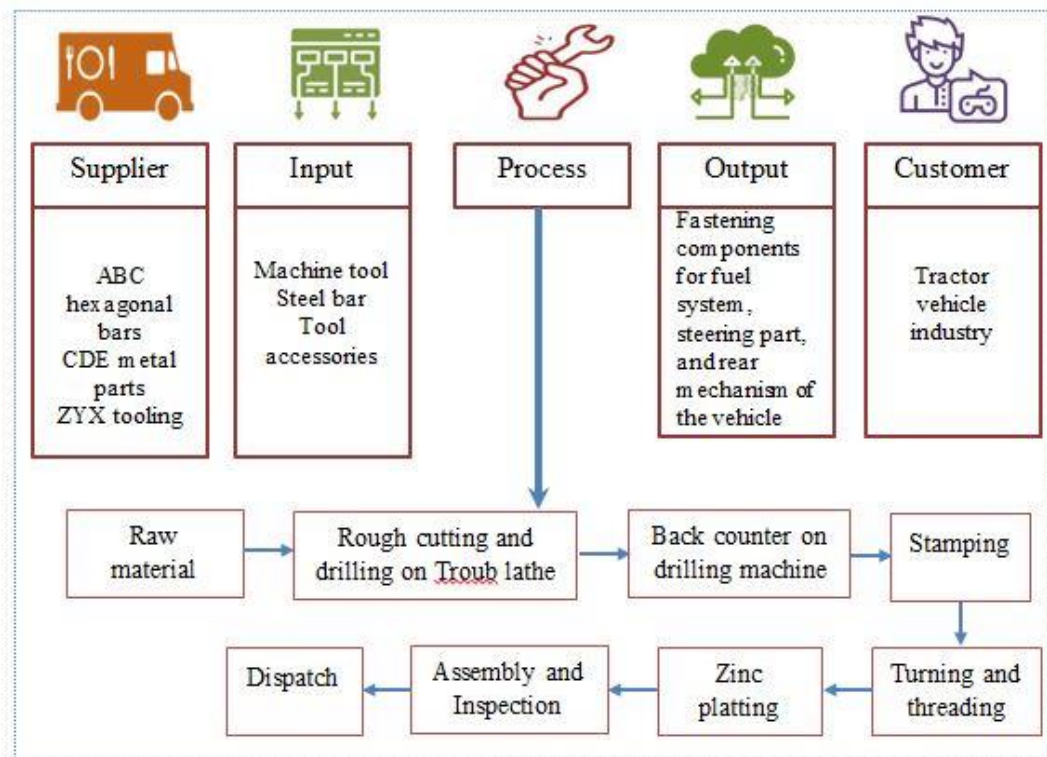 Supplier
Input
Process
Output
Customer
ABC
hexagonal
bars
CDE metal
parts
ZYX tooling
Machine tool
Steel bar
Tool
accessories
Fastening
components
for fuel
system,
steering part,
and rear
mechanism of
the vehicle
Tractor
vehicle
industry
Raw
material
Rough cutting and
drilling on Troub lathe
Back counter on
drilling machine
Stamping
Turning and
threading
Zinc
platting
Assembly and
Inspection
Dispatch